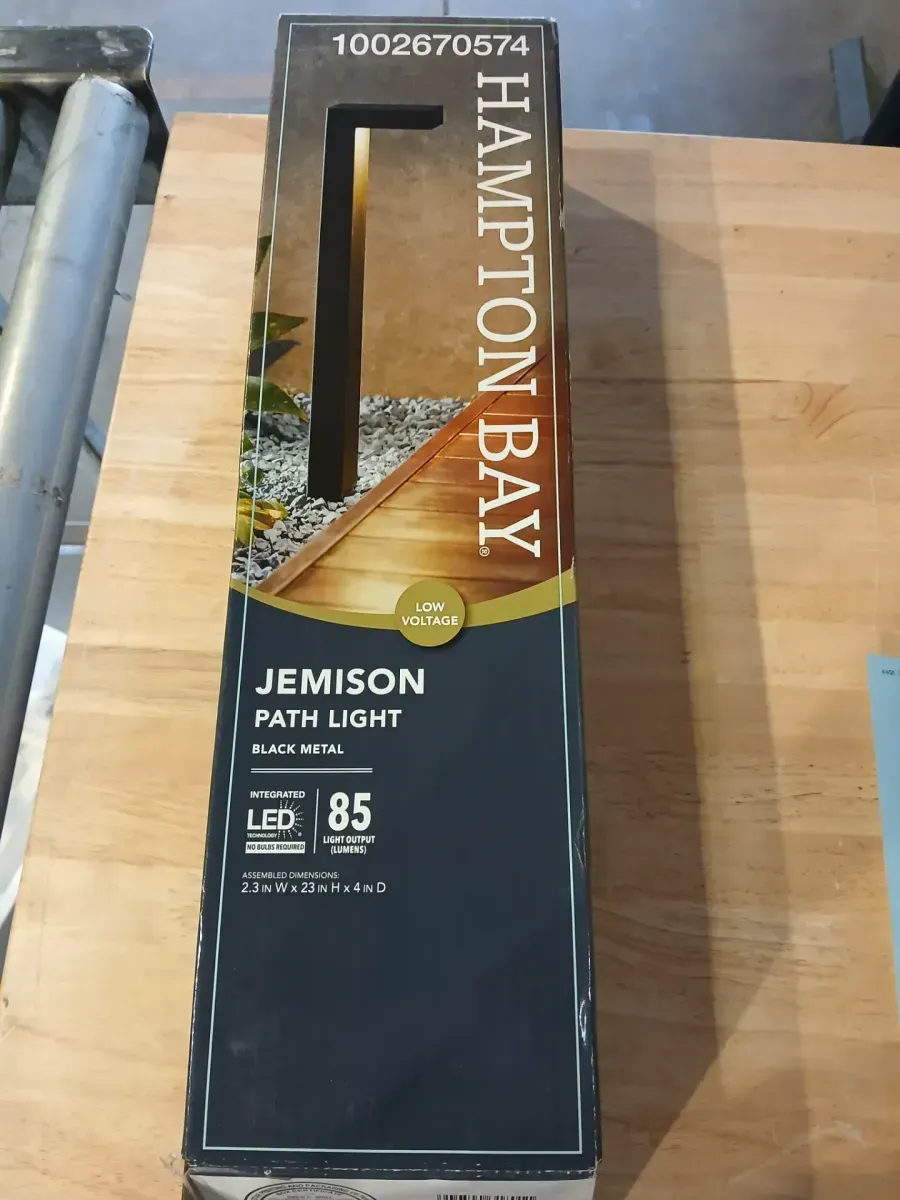 1002670574
HAMPTON BAY®
LOW
VOLTAGE
JEMISON
PATH LIGHT
BLACK METAL
INTEGRATED
LED
TECHNOLOGY
NO BULBS REQUIRED
85
LIGHT OUTPUT
(LUMENS)
ASSEMBLED DIMENSIONS:
2.3 IN W x 23 IN H x 4 IN D